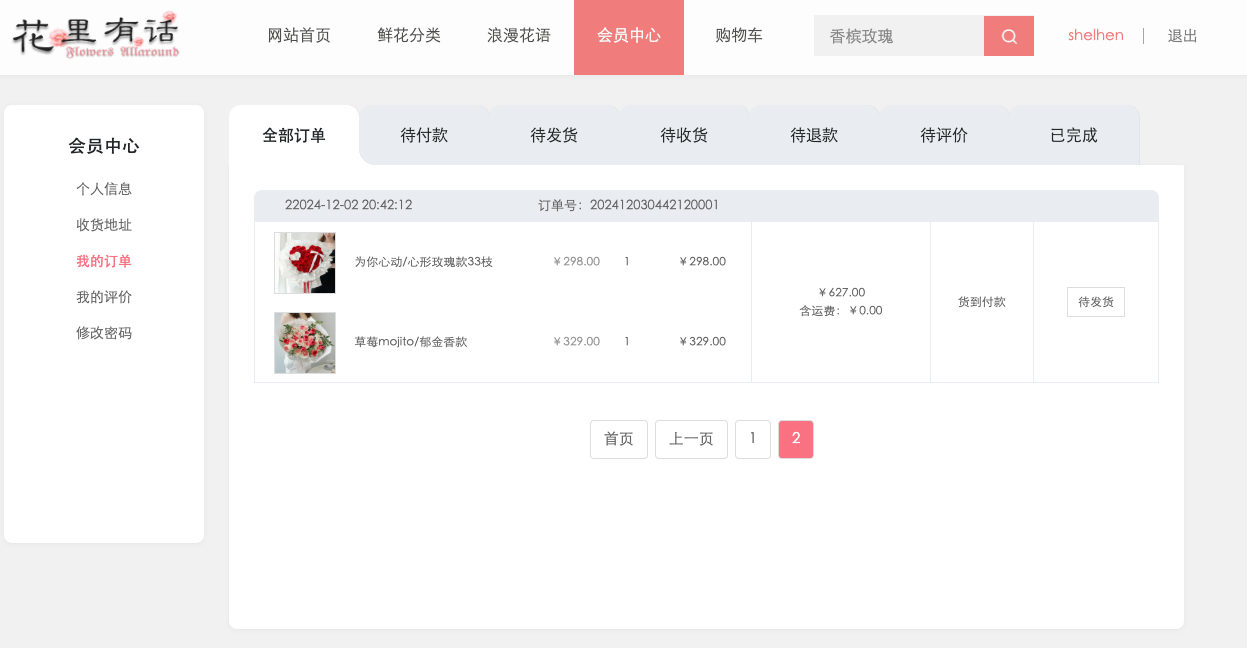 花里有话
Flowers Allaround
网站首页 鲜花分类 浪漫花语 会员中心 购物车 香槟玫瑰 shelhen | 退出
会员中心
个人信息
收货地址
我的订单
我的评价
修改密码
全部订单 待付款 待发货 待收货 待退款 待评价 已完成
22024-12-02 20:42:12 订单号：202412030442120001
为你心动/心形玫瑰款33枝 ￥298.00 1 ￥298.00
￥627.00
含运费：￥0.00
货到付款
待发货
草莓mojito/郁金香款 ￥329.00 1 ￥329.00
首页 上一页 1 2